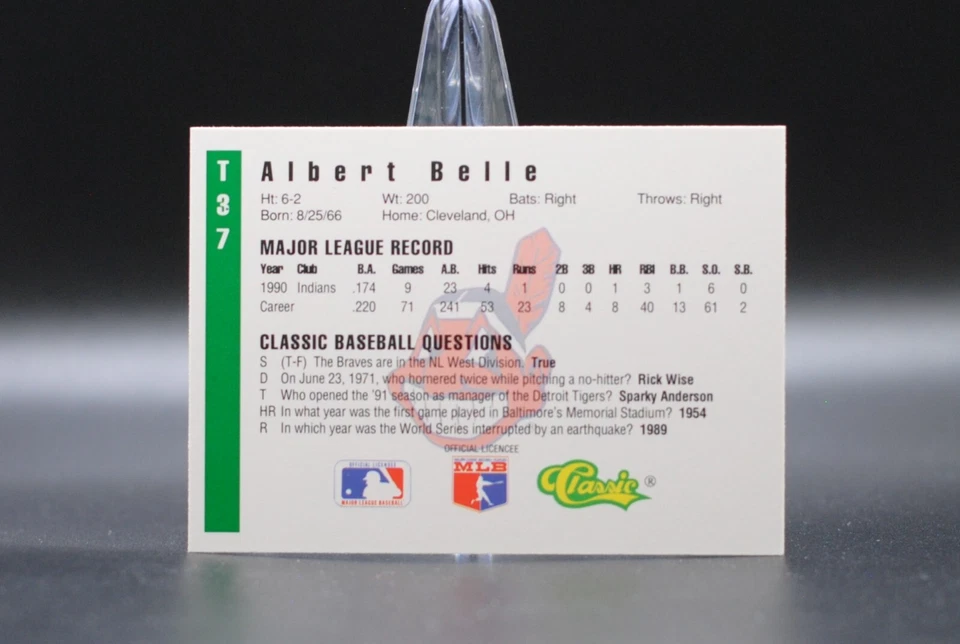 T
3
7
Albert Belle
Ht: 6-2 Wt: 200 Bats: Right Throws: Right
Born: 8/25/66 Home: Cleveland, OH
MAJOR LEAGUE RECORD
Year Club B.A. Games A.B. Hits Runs 2B 3B HR RBI B.B. S.O. S.B.
1990 Indians .174 9 23 4 1 0 0 1 3 1 6 0
Career .220 71 241 53 23 8 4 8 40 13 61 2
CLASSIC BASEBALL QUESTIONS
S (T-F) The Braves are in the NL West Division. True
D On June 23, 1971, who homered twice while pitching a no-hitter? Rick Wise
T Who opened the '91 season as manager of the Detroit Tigers? Sparky Anderson
HR In what year was the first game played in Baltimore's Memorial Stadium? 1954
R In which year was the World Series interrupted by an earthquake? 1989
OFFICIAL LICENCEE
OFFICIAL LICENSEE
MAJOR LEAGUE BASEBALL
MLB
Classic ®